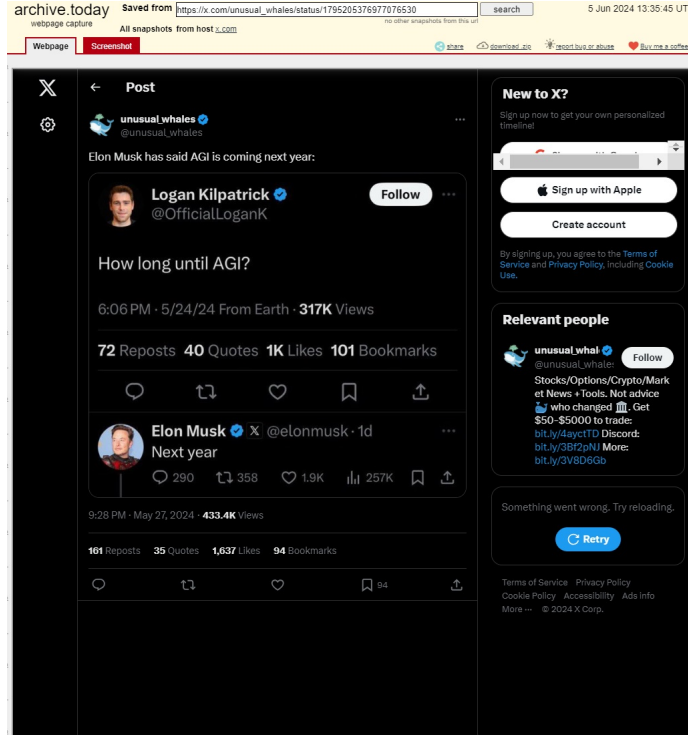 archive.today
webpage capture
Saved from https://x.com/unusual_whales/status/1795205376977076530 search 5 Jun 2024 13:35:45 UT
no other snapshots from this url
All snapshots from host x.com
Webpage Screenshot
share download .zip report bug or abuse Buy me a coffee
X
← Post
unusual_whales
@unusual_whales
Elon Musk has said AGI is coming next year:
Logan Kilpatrick
@OfficialLoganK
Follow
How long until AGI?
6:06 PM · 5/24/24 From Earth · 317K Views
72 Reposts 40 Quotes 1K Likes 101 Bookmarks
Elon Musk X @elonmusk · 1d
Next year
290 358 1.9K 257K
9:28 PM · May 27, 2024 · 433.4K Views
161 Reposts 35 Quotes 1,637 Likes 94 Bookmarks
94
New to X?
Sign up now to get your own personalized
timeline!
Sign up with Apple
Create account
By signing up, you agree to the Terms of
Service and Privacy Policy, including Cookie
Use.
Relevant people
unusual_whal
@unusual_whale
Follow
Stocks/Options/Crypto/Mark
et News +Tools. Not advice
🐳 who changed 🏛. Get
$50-$5000 to trade:
bit.ly/4ayctTD Discord:
bit.ly/3Bf2pNJ More:
bit.ly/3V8D6Gb
Something went wrong. Try reloading.
Retry
Terms of Service Privacy Policy
Cookie Policy Accessibility Ads info
More ··· © 2024 X Corp.